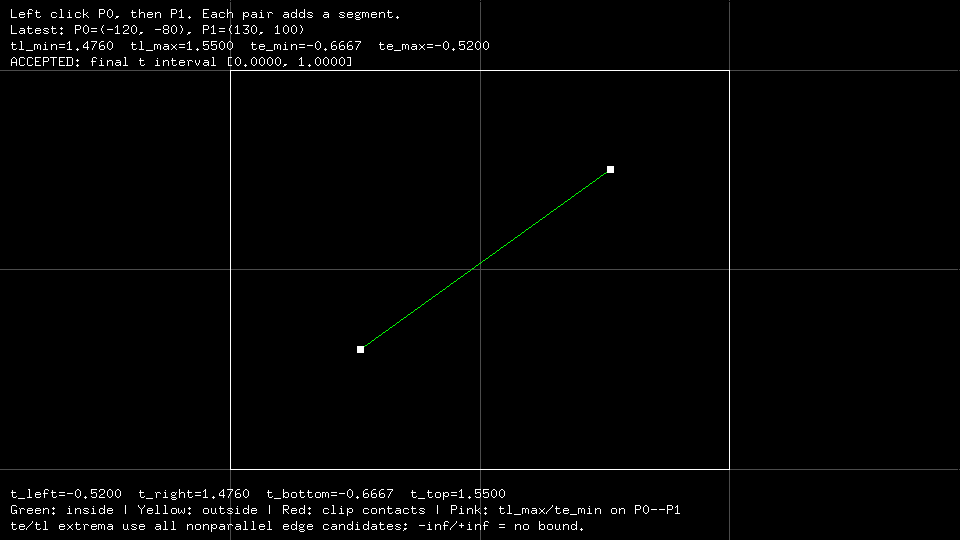 Left click P0, then P1. Each pair adds a segment.
Latest: P0=(-120, -80), P1=(130, 100)
tl_min=1.4760  tl_max=1.5500  te_min=-0.6667  te_max=-0.5200
ACCEPTED: final t interval [0.0000, 1.0000]
t_left=-0.5200  t_right=1.4760  t_bottom=-0.6667  t_top=1.5500
Green: inside | Yellow: outside | Red: clip contacts | Pink: tl_max/te_min on P0--P1
te/tl extrema use all nonparallel edge candidates; -inf/+inf = no bound.